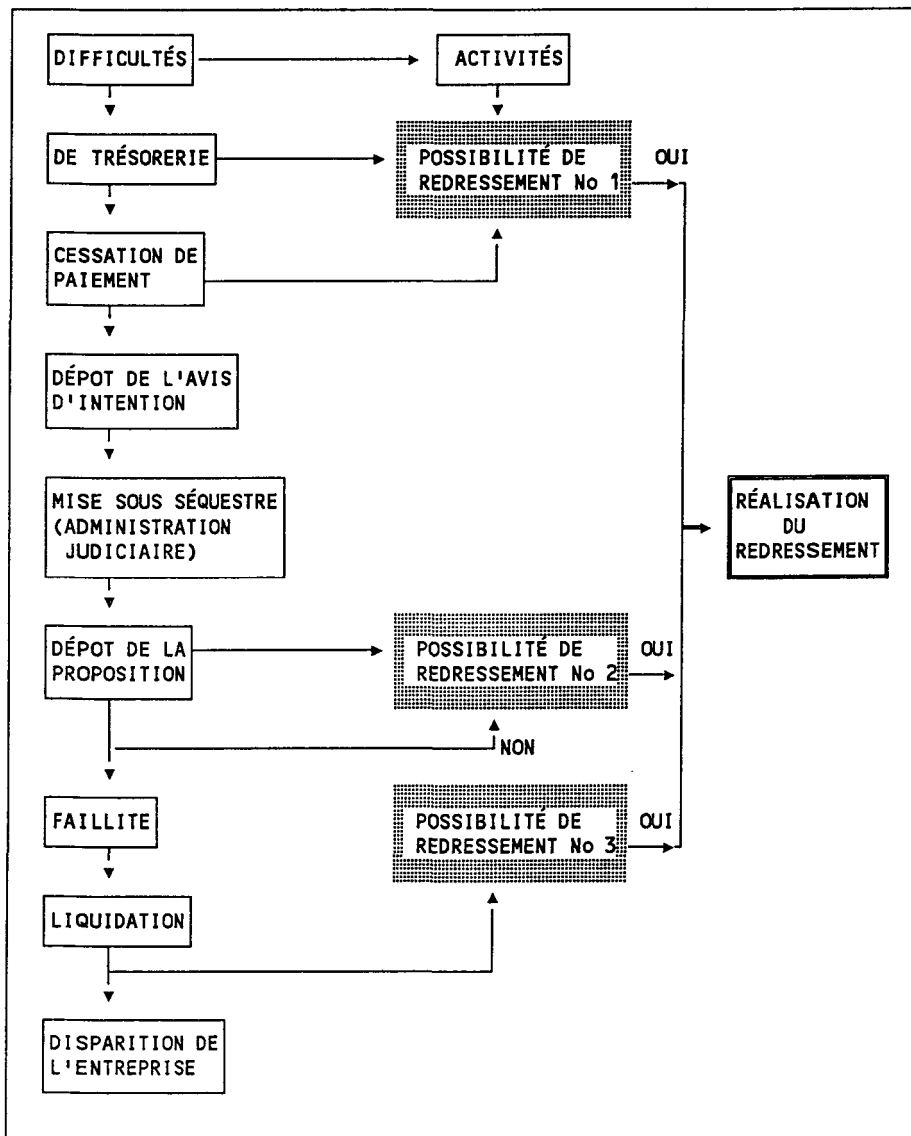 DIFFICULTÉS
ACTIVITÉS
DE TRÉSORERIE
POSSIBILITÉ DE
REDRESSEMENT No 1
OUI
CESSATION DE
PAIEMENT
DÉPOT DE L'AVIS
D'INTENTION
MISE SOUS SÉQUESTRE
(ADMINISTRATION
JUDICIAIRE)
RÉALISATION
DU
REDRESSEMENT
DÉPOT DE LA
PROPOSITION
POSSIBILITÉ DE
REDRESSEMENT No 2
OUI
NON
FAILLITE
POSSIBILITÉ DE
REDRESSEMENT No 3
OUI
LIQUIDATION
DISPARITION DE
L'ENTREPRISE